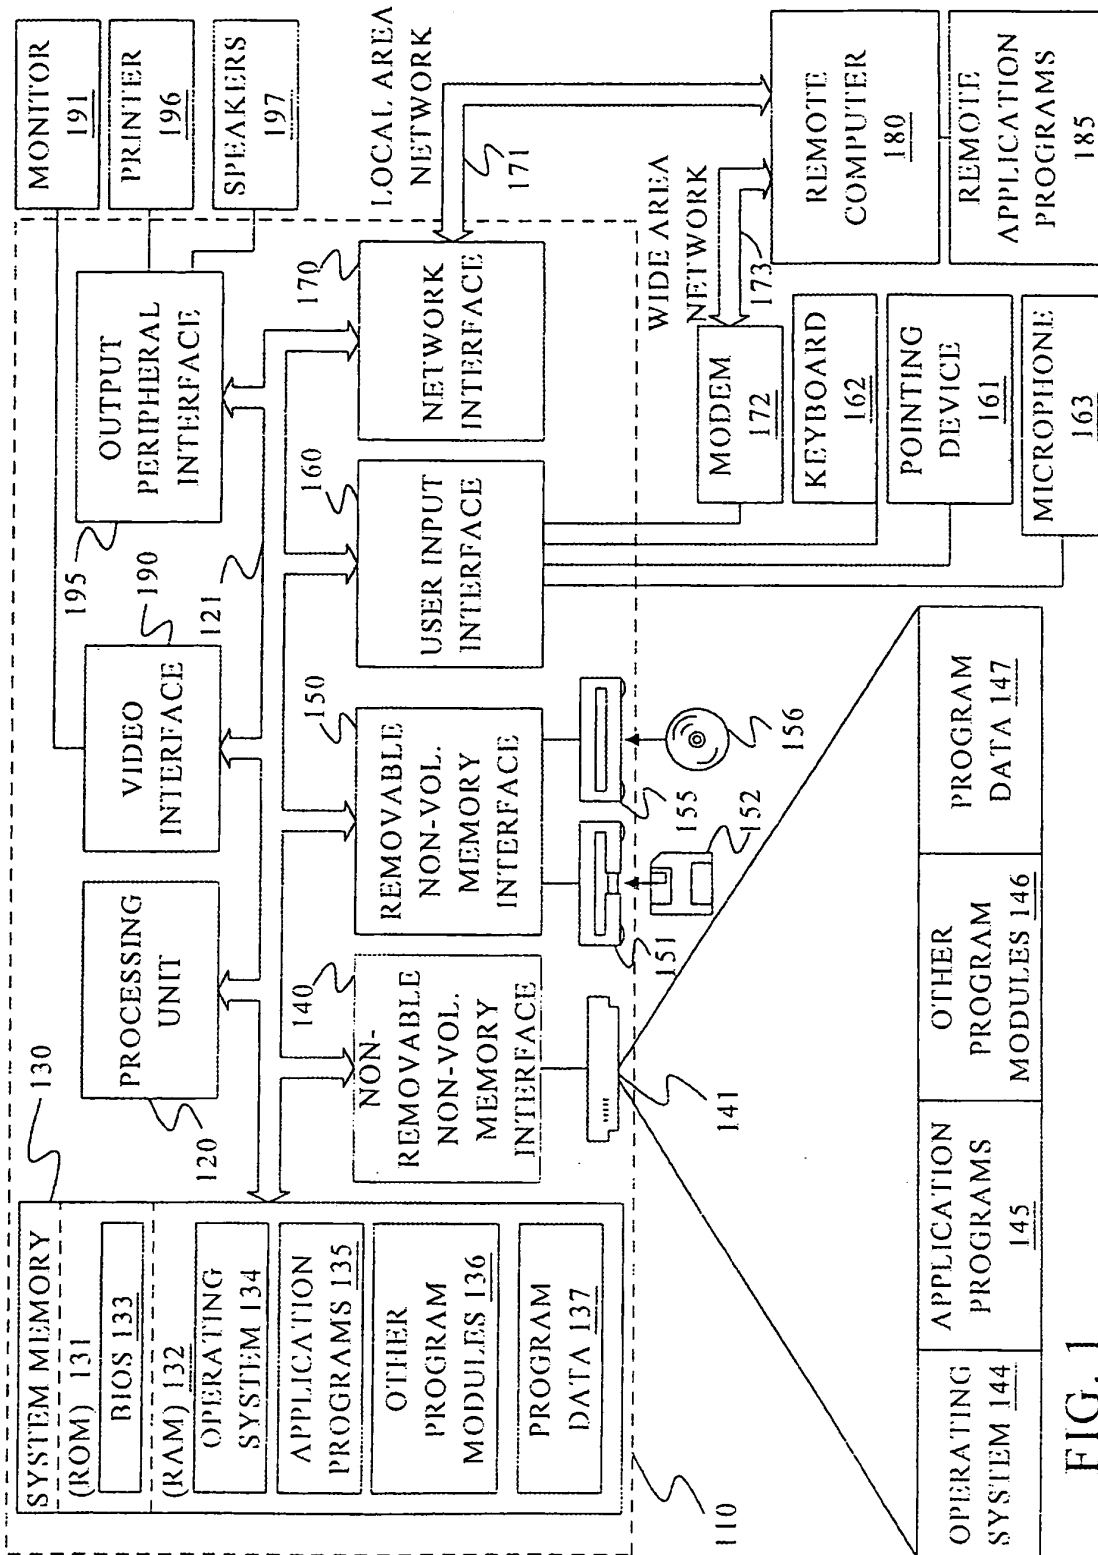 SYSTEM MEMORY
(ROM) 131
BIOS 133
(RAM) 132
OPERATING
SYSTEM 134
APPLICATION
PROGRAMS 135
OTHER
PROGRAM
MODULES 136
PROGRAM
DATA 137
130
PROCESSING
UNIT
120
VIDEO
INTERFACE
190
OUTPUT
PERIPHERAL
INTERFACE
195
121
MONITOR
191
PRINTER
196
SPEAKERS
197
NON-
REMOVABLE
NON-VOL.
MEMORY
INTERFACE
140
REMOVABLE
NON-VOL.
MEMORY
INTERFACE
150
USER INPUT
INTERFACE
160
NETWORK
INTERFACE
170
LOCAL AREA
NETWORK
171
110
141
151
152
155
156
WIDE AREA
NETWORK
173
MODEM
172
KEYBOARD
162
POINTING
DEVICE
161
MICROPHONE
163
REMOTE
COMPUTER
180
REMOTE
APPLICATION
PROGRAMS
185
OPERATING
SYSTEM 144
APPLICATION
PROGRAMS
145
OTHER
PROGRAM
MODULES 146
PROGRAM
DATA 147
FIG. 1